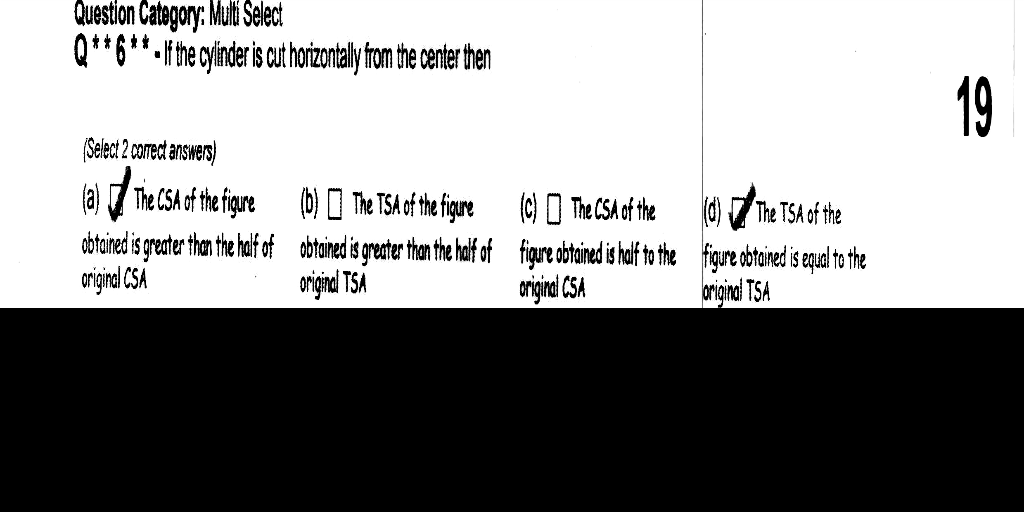 Question Category: Multi Select
Q**6** - If the cylinder is cut horizontally from the center then
19
(Select 2 correct answers)
(a) The CSA of the figure
obtained is greater than the half of
original CSA
(b) The TSA of the figure
obtained is greater than the half of
original TSA
(c) The CSA of the
figure obtained is half to the
original CSA
(d) The TSA of the
figure obtained is equal to the
original TSA